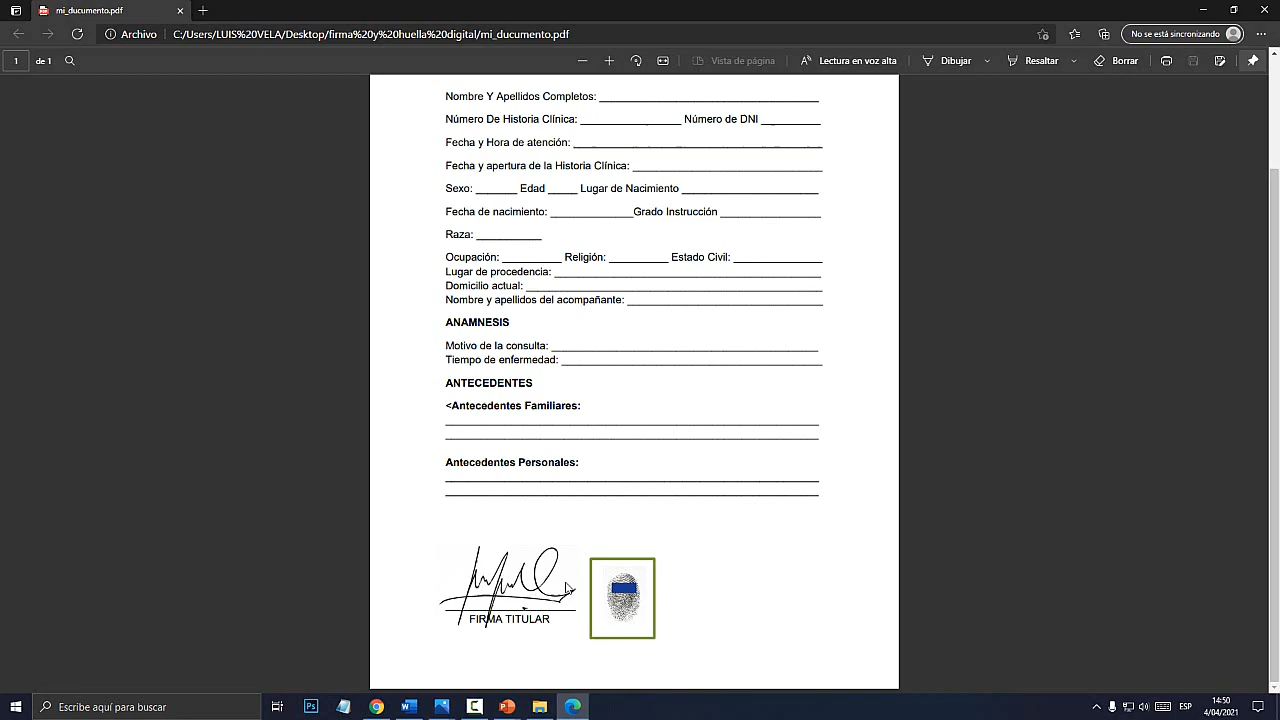 mi_ducumento.pdf
Archivo C:/Users/LUIS%20VELA/Desktop/firma%20y%20huella%20digital/mi_ducumento.pdf No se está sincronizando
1 de 1 Vista de página Lectura en voz alta Dibujar Resaltar Borrar
Nombre Y Apellidos Completos:
Número De Historia Clínica: Número de DNI
Fecha y Hora de atención:
Fecha y apertura de la Historia Clínica:
Sexo: Edad Lugar de Nacimiento
Fecha de nacimiento: Grado Instrucción
Raza:
Ocupación: Religión: Estado Civil:
Lugar de procedencia:
Domicilio actual:
Nombre y apellidos del acompañante:
ANAMNESIS
Motivo de la consulta:
Tiempo de enfermedad:
ANTECEDENTES
<Antecedentes Familiares:
Antecedentes Personales:
FIRMA TITULAR
Escribe aquí para buscar Ps ESP 14:50
4/04/2021